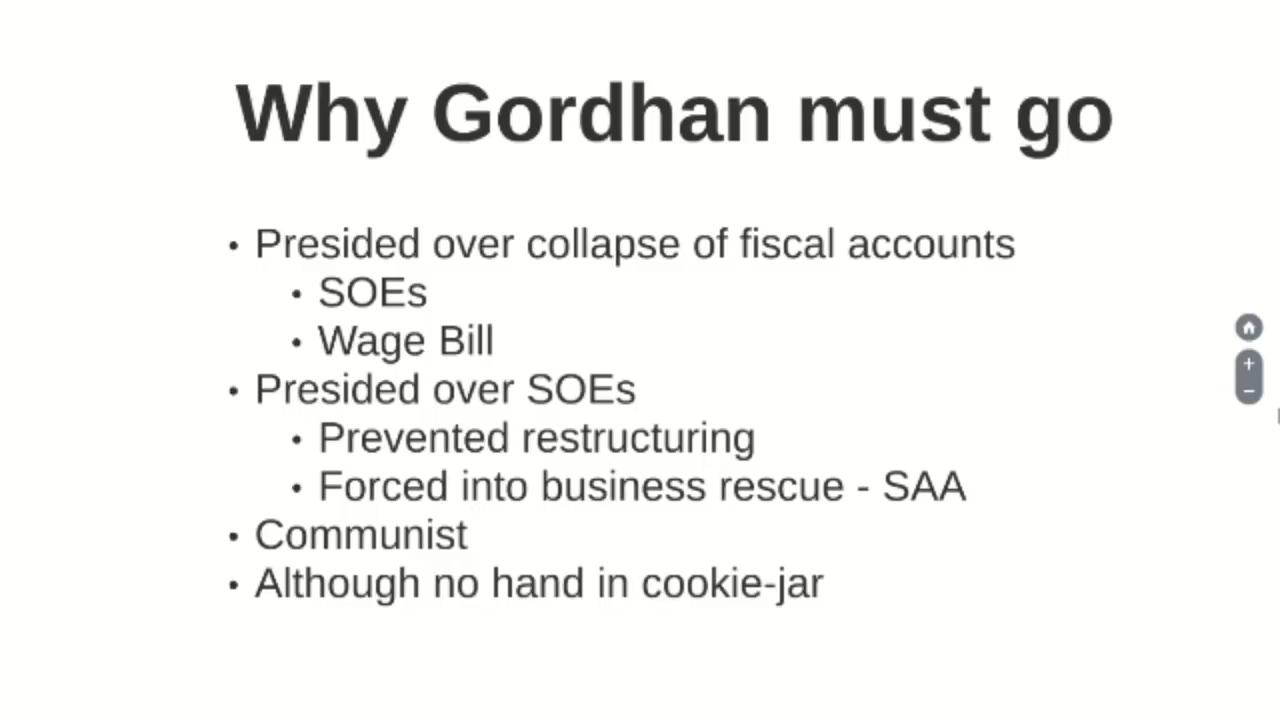 Why Gordhan must go
• Presided over collapse of fiscal accounts
• SOEs
• Wage Bill
• Presided over SOEs
• Prevented restructuring
• Forced into business rescue - SAA
• Communist
• Although no hand in cookie-jar